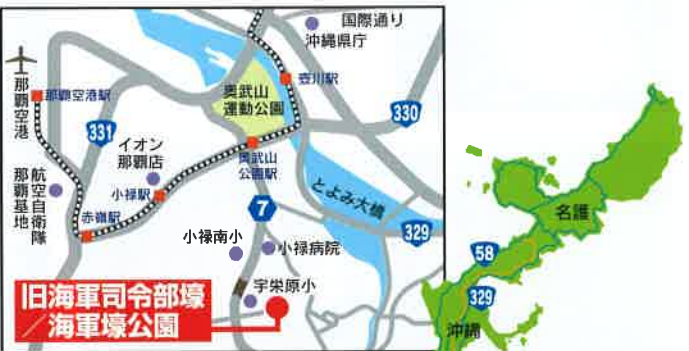 国際通り
沖縄県庁
那覇空港
那覇空港駅
奥武山
運動公園
壺川駅
330
331
イオン
那覇店
奥武山
公園駅
航空自衛隊
那覇基地
小禄駅
赤嶺駅
とよみ大橋
7
329
小禄南小
小禄病院
宇栄原小
旧海軍司令部壕
／海軍壕公園
名護
58
329
沖縄